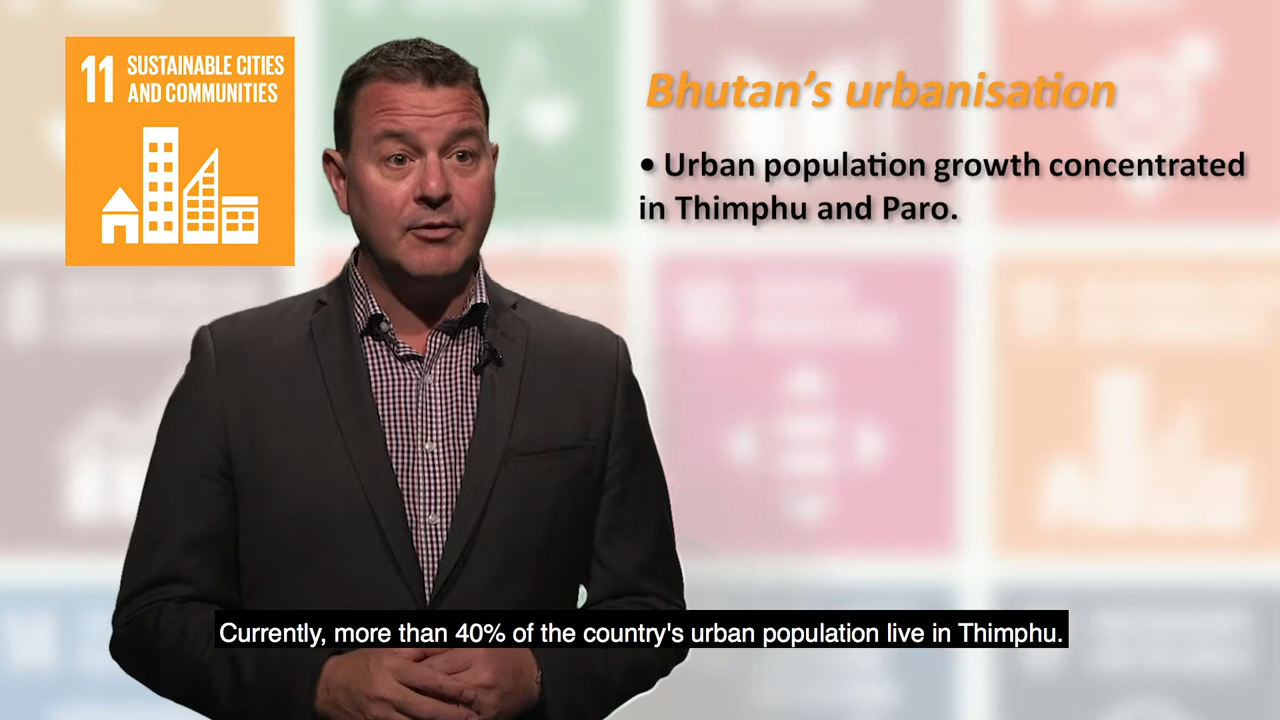 11 SUSTAINABLE CITIES
AND COMMUNITIES
Bhutan's urbanisation
• Urban population growth concentrated
in Thimphu and Paro.
Currently, more than 40% of the country's urban population live in Thimphu.